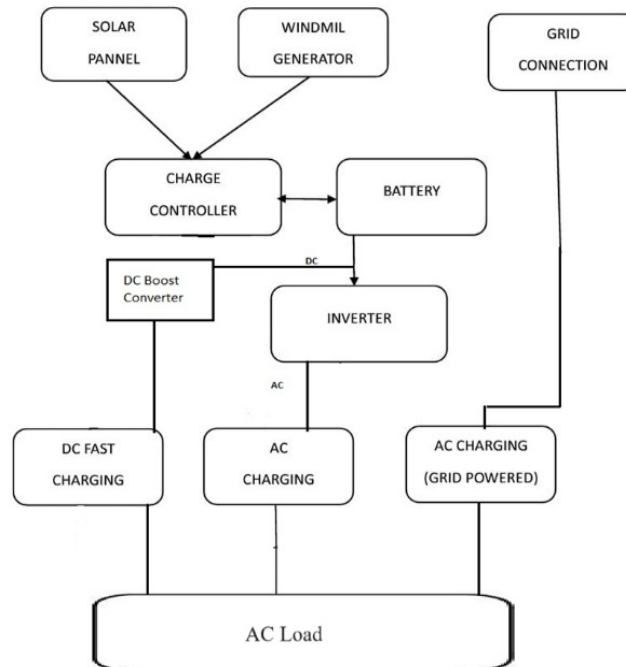 SOLAR
PANNEL
WINDMIL
GENERATOR
GRID
CONNECTION
CHARGE
CONTROLLER
BATTERY
DC
DC Boost
Converter
INVERTER
AC
DC FAST
CHARGING
AC
CHARGING
AC CHARGING
(GRID POWERED)
AC Load